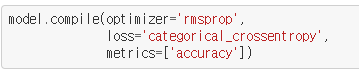 model.compile(optimizer='rmsprop',
              loss='categorical_crossentropy',
              metrics=['accuracy'])